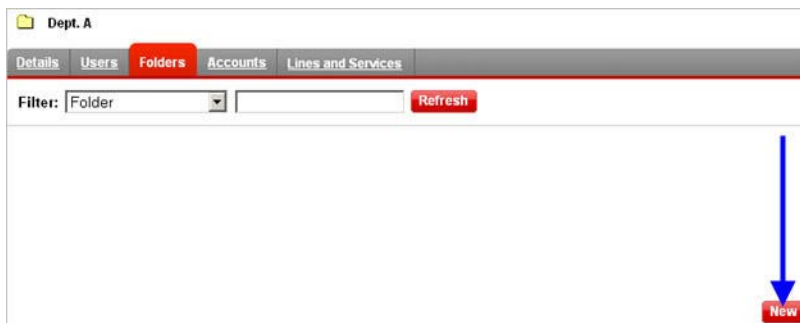 Dept. A
Details Users Folders Accounts Lines and Services
Filter: Folder Refresh
New